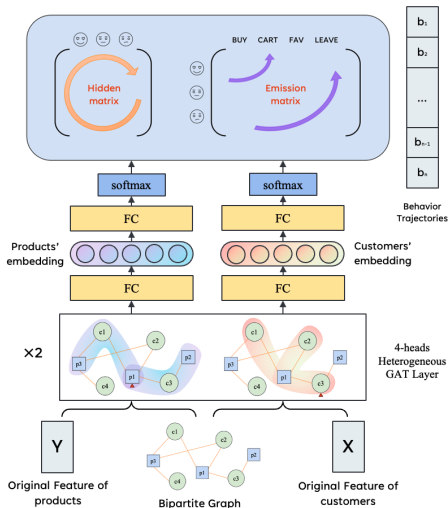 BUY CART FAV LEAVE
Hidden
matrix
Emission
matrix
b₁
b₂
...
bₙ₋₁
bₙ
Behavior
Trajectories
softmax
softmax
FC
FC
Products'
embedding
Customers'
embedding
FC
FC
×2
c1
c2
p3
p2
p1
c3
c4
c1
c2
p3
p2
p1
c3
c4
4-heads
Heterogeneous
GAT Layer
Y
Original Feature of
products
c1
c2
p3
p2
p1
c3
c4
Bipartite Graph
X
Original Feature of
customers